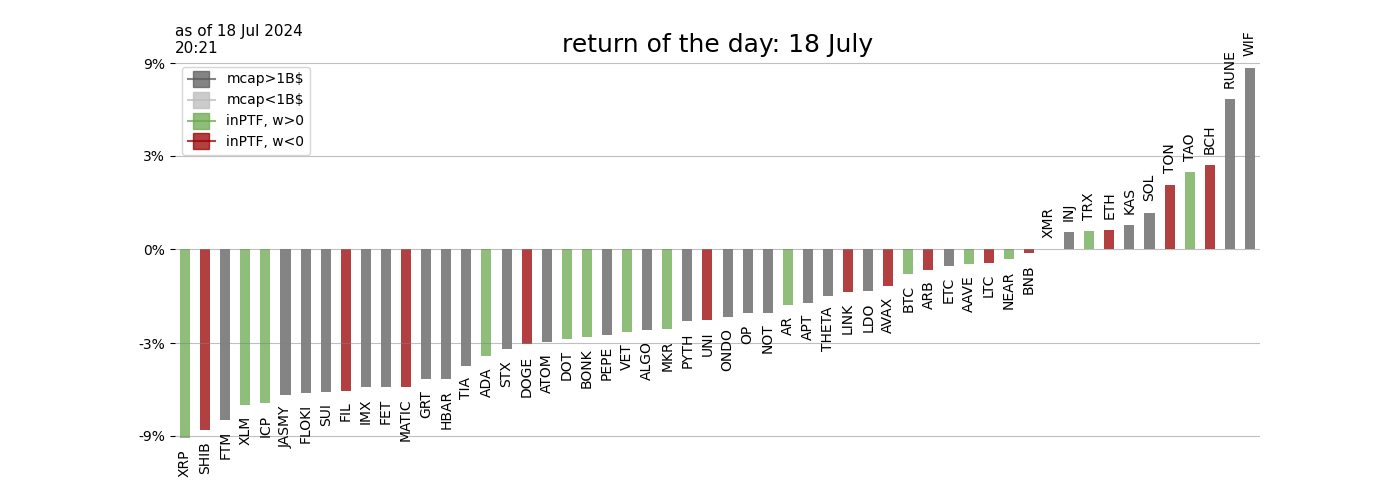 as of 18 Jul 2024
20:21
return of the day: 18 July
9%
3%
0%
-3%
-9%
mcap>1B$
mcap<1B$
inPTF, w>0
inPTF, w<0
XRP
SHIB
FTM
XLM
ICP
JASMY
FLOKI
SUI
FIL
IMX
FET
MATIC
GRT
HBAR
TIA
ADA
STX
DOGE
ATOM
DOT
BONK
PEPE
VET
ALGO
MKR
PYTH
UNI
ONDO
OP
NOT
AR
APT
THETA
LINK
LDO
AVAX
BTC
ARB
ETC
AAVE
LTC
NEAR
BNB
XMR
INJ
TRX
ETH
KAS
SOL
TON
TAO
BCH
RUNE
WIF